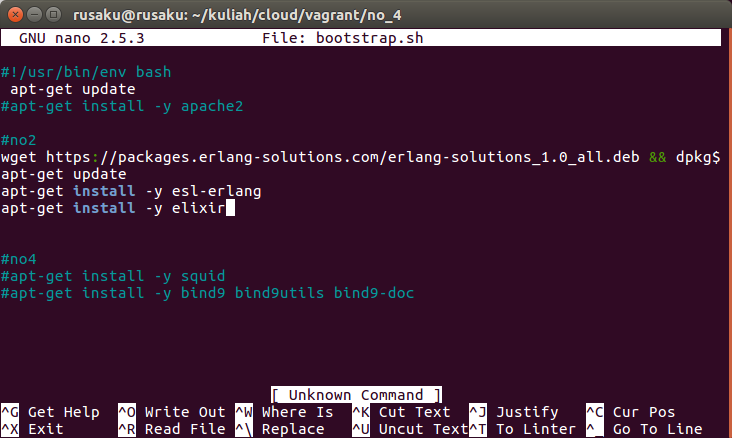 rusaku@rusaku: ~/kuliah/cloud/vagrant/no_4
GNU nano 2.5.3 File: bootstrap.sh
#!/usr/bin/env bash
apt-get update
#apt-get install -y apache2
#no2
wget https://packages.erlang-solutions.com/erlang-solutions_1.0_all.deb && dpkg$
apt-get update
apt-get install -y esl-erlang
apt-get install -y elixir
#no4
#apt-get install -y squid
#apt-get install -y bind9 bind9utils bind9-doc
[ Unknown Command ]
^G Get Help ^O Write Out ^W Where Is ^K Cut Text ^J Justify ^C Cur Pos
^X Exit ^R Read File ^\ Replace ^U Uncut Text ^T To Linter ^_ Go To Line